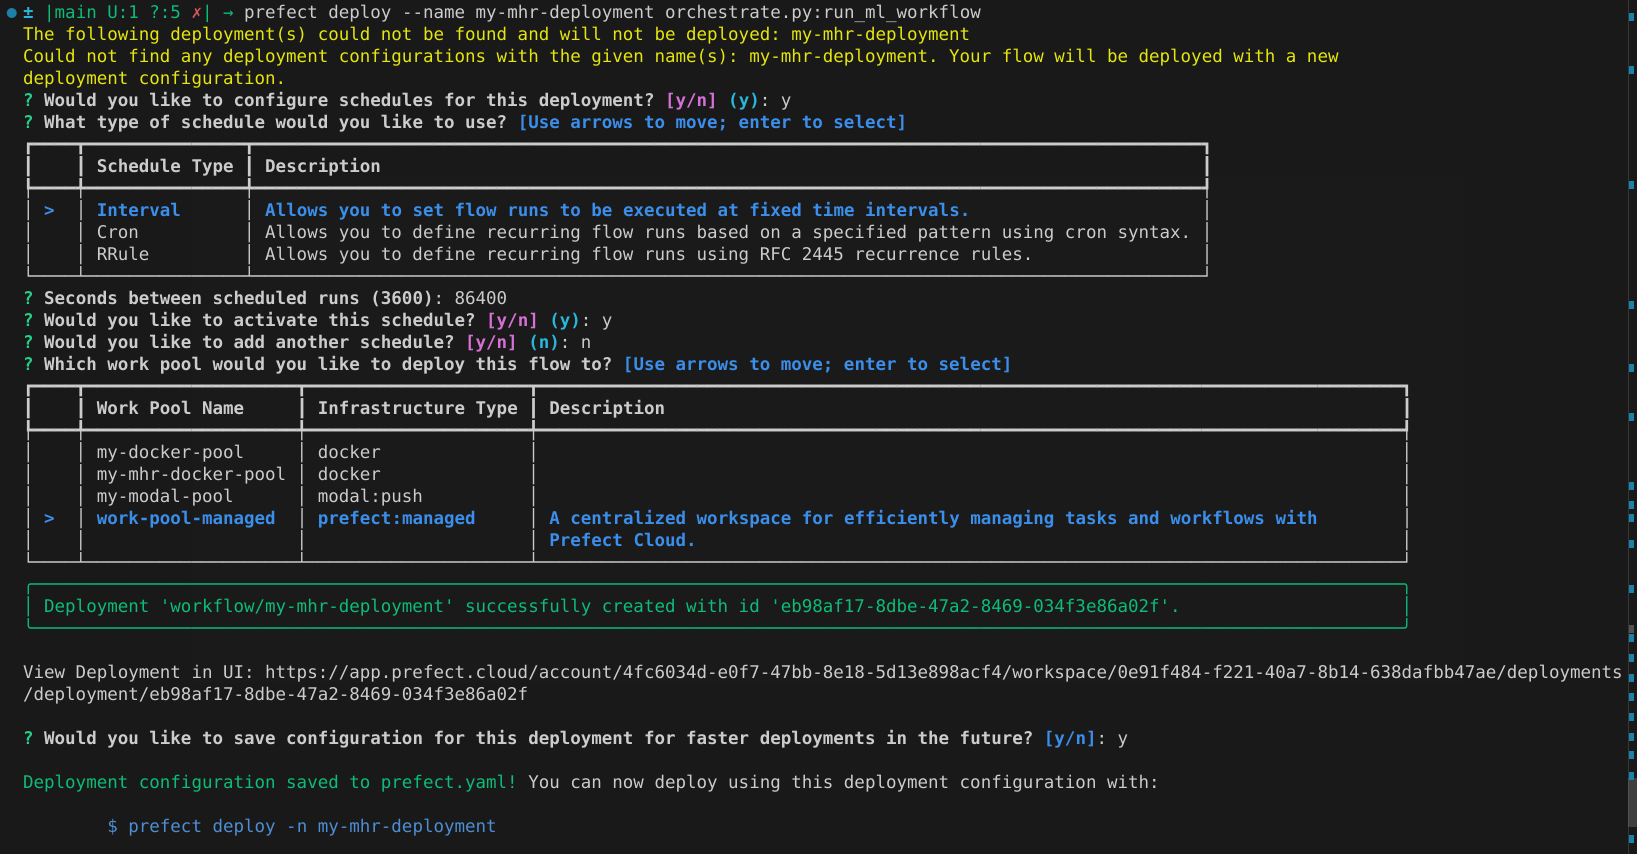 ± |main U:1 ?:5 ✗| → prefect deploy --name my-mhr-deployment orchestrate.py:run_ml_workflow
The following deployment(s) could not be found and will not be deployed: my-mhr-deployment
Could not find any deployment configurations with the given name(s): my-mhr-deployment. Your flow will be deployed with a new
deployment configuration.
? Would you like to configure schedules for this deployment? [y/n] (y): y
? What type of schedule would you like to use? [Use arrows to move; enter to select]
Schedule Type Description
> Interval Allows you to set flow runs to be executed at fixed time intervals.
Cron Allows you to define recurring flow runs based on a specified pattern using cron syntax.
RRule Allows you to define recurring flow runs using RFC 2445 recurrence rules.
? Seconds between scheduled runs (3600): 86400
? Would you like to activate this schedule? [y/n] (y): y
? Would you like to add another schedule? [y/n] (n): n
? Which work pool would you like to deploy this flow to? [Use arrows to move; enter to select]
Work Pool Name Infrastructure Type Description
my-docker-pool docker
my-mhr-docker-pool docker
my-modal-pool modal:push
> work-pool-managed prefect:managed A centralized workspace for efficiently managing tasks and workflows with
Prefect Cloud.
Deployment 'workflow/my-mhr-deployment' successfully created with id 'eb98af17-8dbe-47a2-8469-034f3e86a02f'.
View Deployment in UI: https://app.prefect.cloud/account/4fc6034d-e0f7-47bb-8e18-5d13e898acf4/workspace/0e91f484-f221-40a7-8b14-638dafbb47ae/deployments
/deployment/eb98af17-8dbe-47a2-8469-034f3e86a02f
? Would you like to save configuration for this deployment for faster deployments in the future? [y/n]: y
Deployment configuration saved to prefect.yaml! You can now deploy using this deployment configuration with:
$ prefect deploy -n my-mhr-deployment